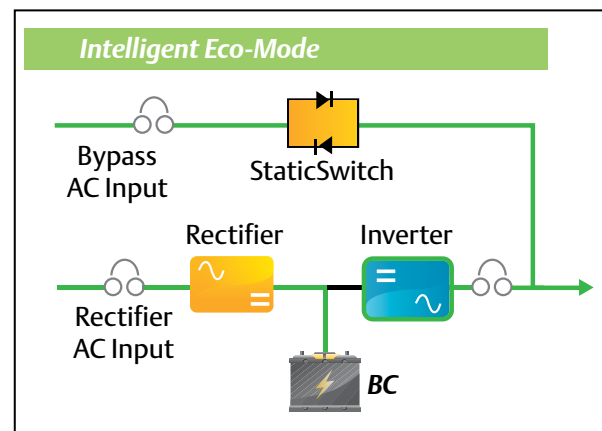 Intelligent Eco-Mode
Bypass
AC Input
StaticSwitch
Rectifier
Inverter
Rectifier
AC Input
BC